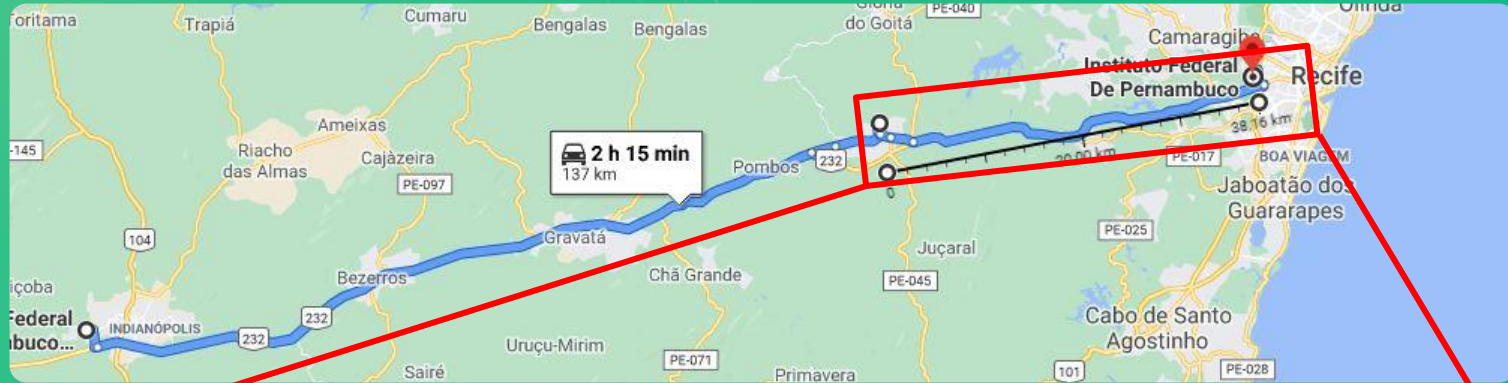 Toritama
Trapiá
Cumaru
Bengalas
Bengalas
Glória
do Goitá
PE-040
Olinda
Camaragibe
Instituto Federal
De Pernambuco
Recife
38,16 km
20,00 km
0
-145
Riacho
das Almas
Ameixas
Cajàzeira
PE-097
2 h 15 min
137 km
Pombos
232
PE-017
BOA VIAGEM
Jaboatão dos
Guararapes
104
Gravatá
Chã Grande
Juçaral
PE-025
PE-045
içoba
Bezerros
232
Federal
mbuco...
INDIANÓPOLIS
232
Uruçu-Mirim
Sairé
PE-071
Primavera
Cabo de Santo
Agostinho
101
PE-028